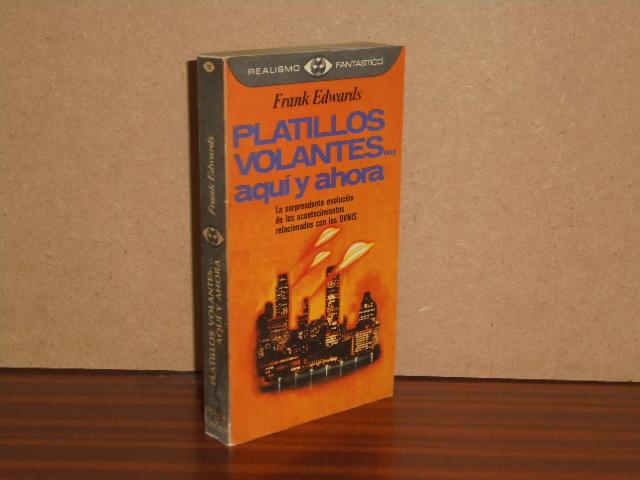 REALISMO FANTASTICO
Frank Edwards
PLATILLOS
VOLANTES...,
aquí y ahora
La sorprendente evolución
de los acontecimientos
relacionados con los OVNIS
Frank Edwards
PLATILLOS VOLANTES...
AQUÍ Y AHORA